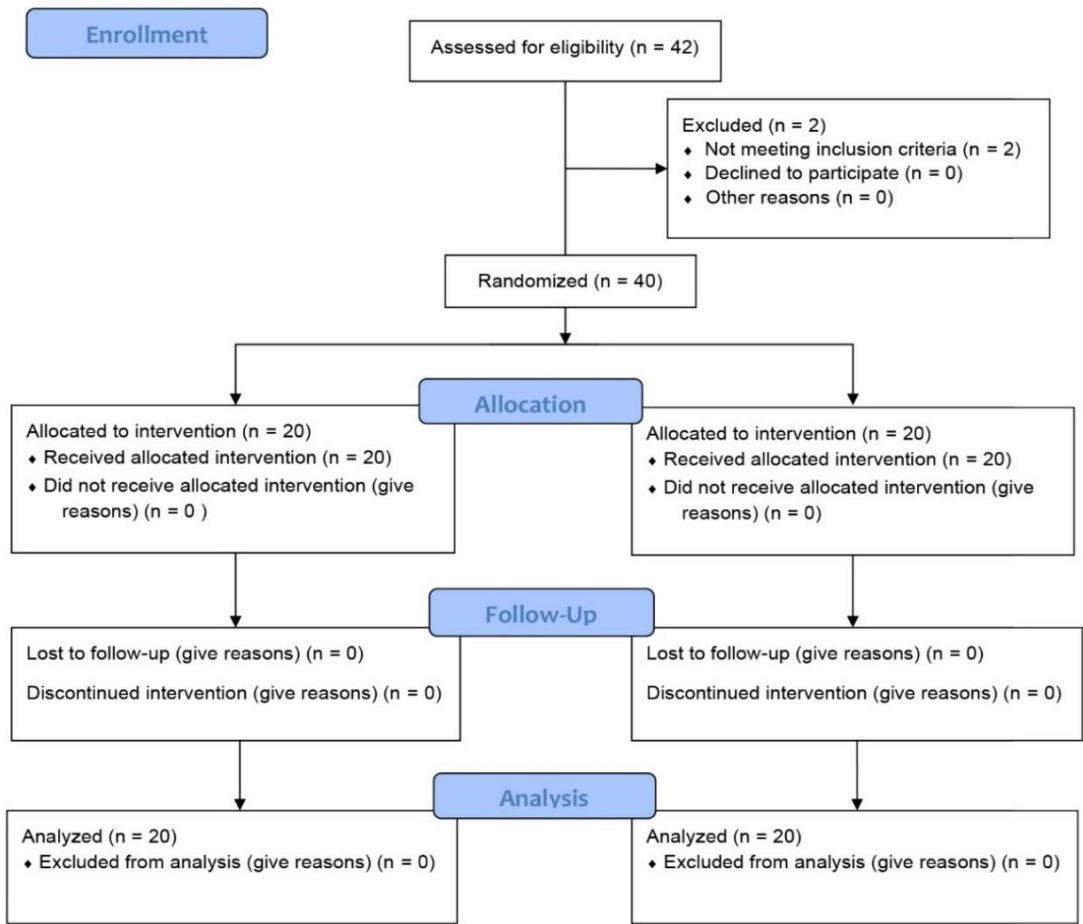 Enrollment
Assessed for eligibility (n = 42)
Excluded (n = 2)
♦ Not meeting inclusion criteria (n = 2)
♦ Declined to participate (n = 0)
♦ Other reasons (n = 0)
Randomized (n = 40)
Allocation
Allocated to intervention (n = 20)
♦ Received allocated intervention (n = 20)
♦ Did not receive allocated intervention (give
reasons) (n = 0 )
Allocated to intervention (n = 20)
♦ Received allocated intervention (n = 20)
♦ Did not receive allocated intervention (give
reasons) (n = 0)
Follow-Up
Lost to follow-up (give reasons) (n = 0)
Discontinued intervention (give reasons) (n = 0)
Lost to follow-up (give reasons) (n = 0)
Discontinued intervention (give reasons) (n = 0)
Analysis
Analyzed (n = 20)
♦ Excluded from analysis (give reasons) (n = 0)
Analyzed (n = 20)
♦ Excluded from analysis (give reasons) (n = 0)